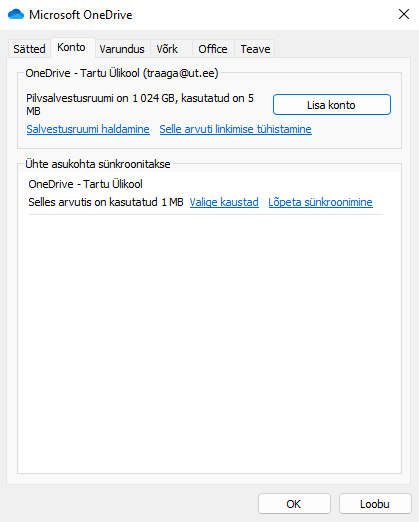 Microsoft OneDrive
Sätted Konto Varundus Võrk Office Teave
OneDrive - Tartu Ülikool (traaga@ut.ee)
Pilvsalvestusruumi on 1 024 GB, kasutatud on 5
MB
Lisa konto
Salvestusruumi haldamine Selle arvuti linkimise tühistamine
Ühte asukohta sünkroonitakse
OneDrive - Tartu Ülikool
Selles arvutis on kasutatud 1 MB Valige kaustad Lõpeta sünkroonimine
OK Loobu